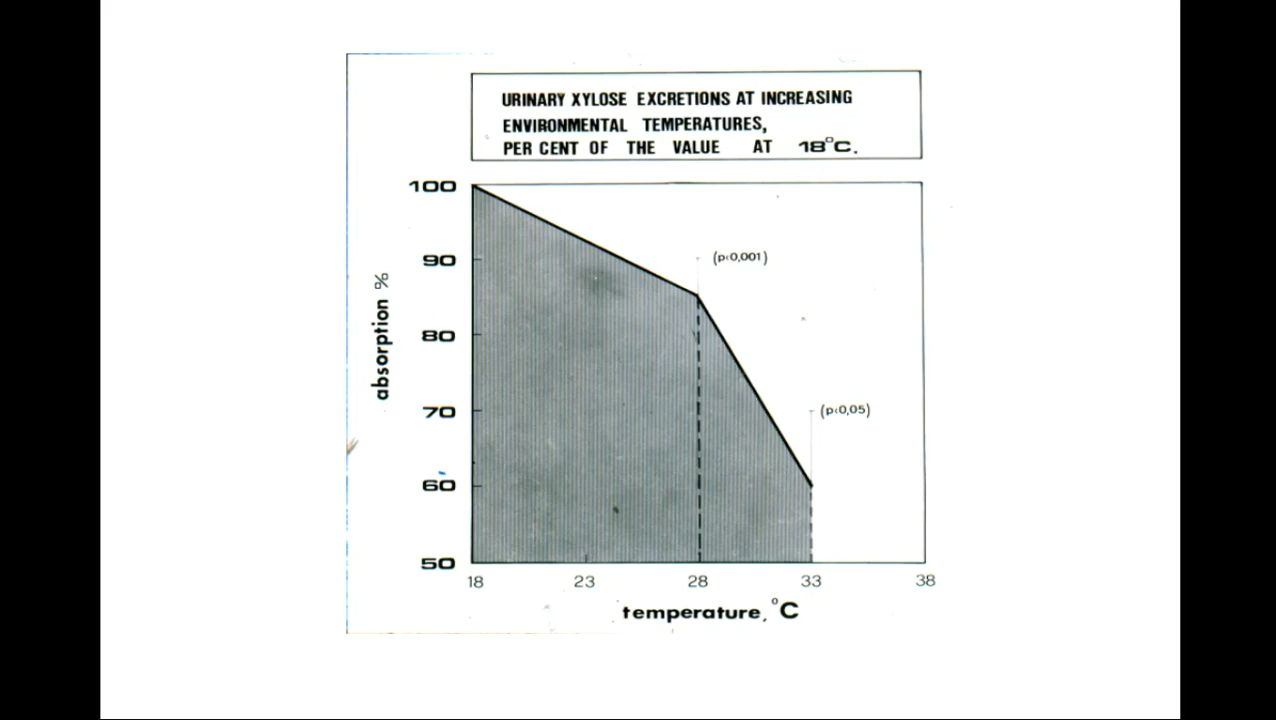 URINARY XYLOSE EXCRETIONS AT INCREASING
ENVIRONMENTAL TEMPERATURES,
PER CENT OF THE VALUE AT 18°C.
100
90
80
70
60
50
absorption %
(p<0,001)
(p<0,05)
18 23 28 33 38
temperature, °C